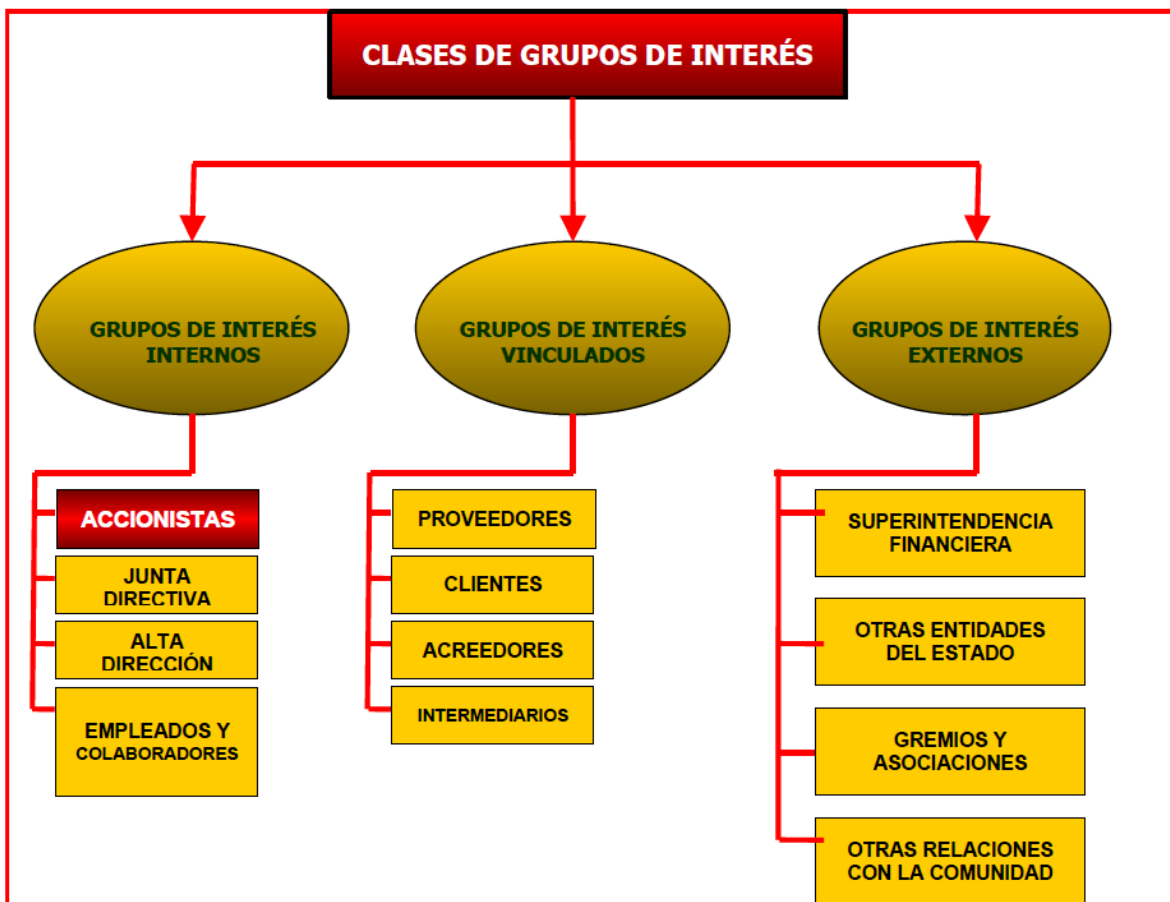 CLASES DE GRUPOS DE INTERÉS
GRUPOS DE INTERÉS
INTERNOS
ACCIONISTAS
JUNTA
DIRECTIVA
ALTA
DIRECCIÓN
EMPLEADOS Y
COLABORADORES
GRUPOS DE INTERÉS
VINCULADOS
PROVEEDORES
CLIENTES
ACREEDORES
INTERMEDIARIOS
GRUPOS DE INTERÉS
EXTERNOS
SUPERINTENDENCIA
FINANCIERA
OTRAS ENTIDADES
DEL ESTADO
GREMIOS Y
ASOCIACIONES
OTRAS RELACIONES
CON LA COMUNIDAD